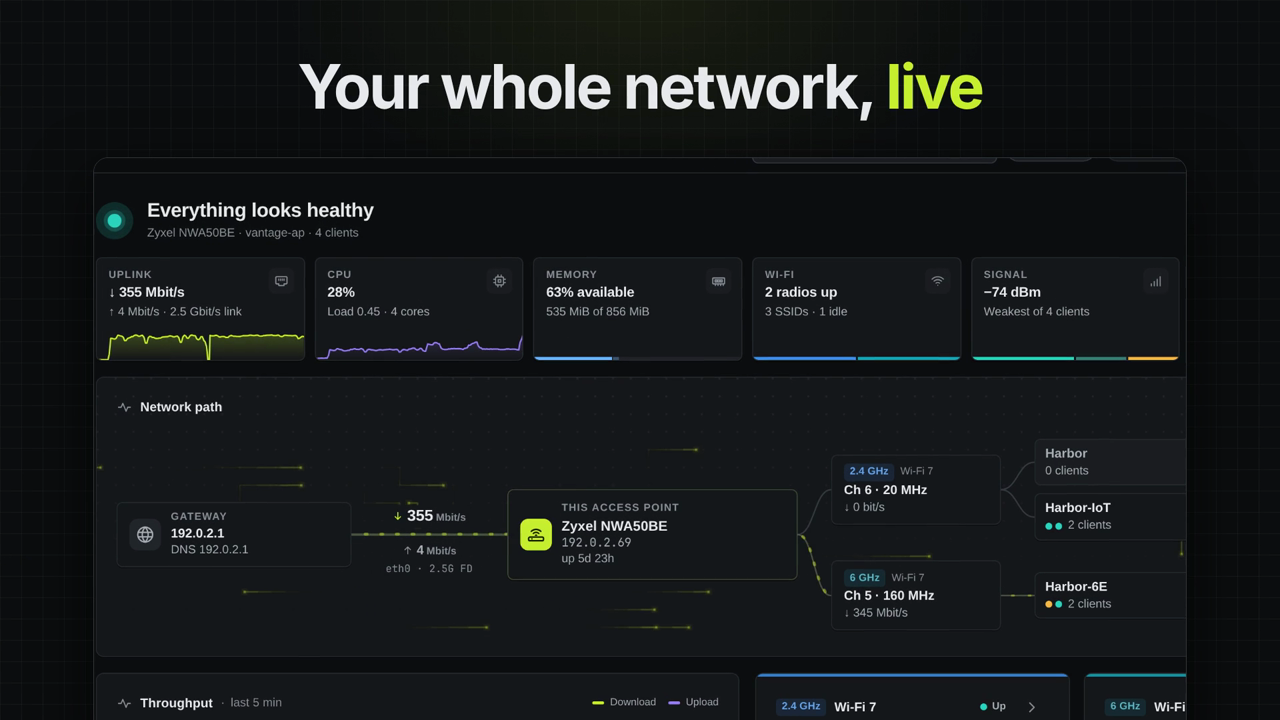 Your whole network, live
Everything looks healthy
Zyxel NWA50BE · vantage-ap · 4 clients
UPLINK
↓ 355 Mbit/s
↑ 4 Mbit/s · 2.5 Gbit/s link
CPU
28%
Load 0.45 · 4 cores
MEMORY
63% available
535 MiB of 856 MiB
WI-FI
2 radios up
3 SSIDs · 1 idle
SIGNAL
−74 dBm
Weakest of 4 clients
Network path
GATEWAY
192.0.2.1
DNS 192.0.2.1
↓ 355 Mbit/s
↑ 4 Mbit/s
eth0 · 2.5G FD
THIS ACCESS POINT
Zyxel NWA50BE
192.0.2.69
up 5d 23h
2.4 GHz Wi-Fi 7
Ch 6 · 20 MHz
↓ 0 bit/s
6 GHz Wi-Fi 7
Ch 5 · 160 MHz
↓ 345 Mbit/s
Harbor
0 clients
Harbor-IoT
2 clients
Harbor-6E
2 clients
Throughput · last 5 min
Download Upload
2.4 GHz Wi-Fi 7 Up
6 GHz Wi-Fi